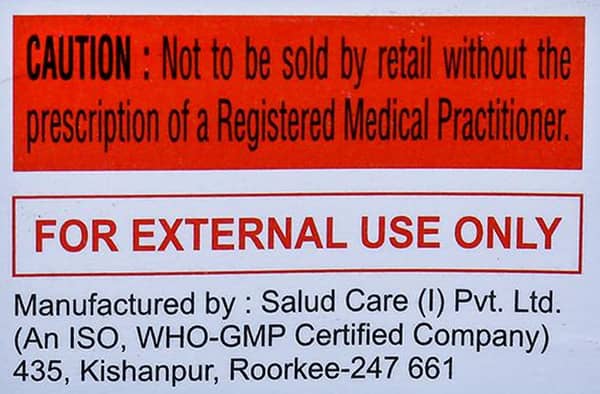 CAUTION : Not to be sold by retail without the
prescription of a Registered Medical Practitioner.
FOR EXTERNAL USE ONLY
Manufactured by : Salud Care (I) Pvt. Ltd.
(An ISO, WHO-GMP Certified Company)
435, Kishanpur, Roorkee-247 661